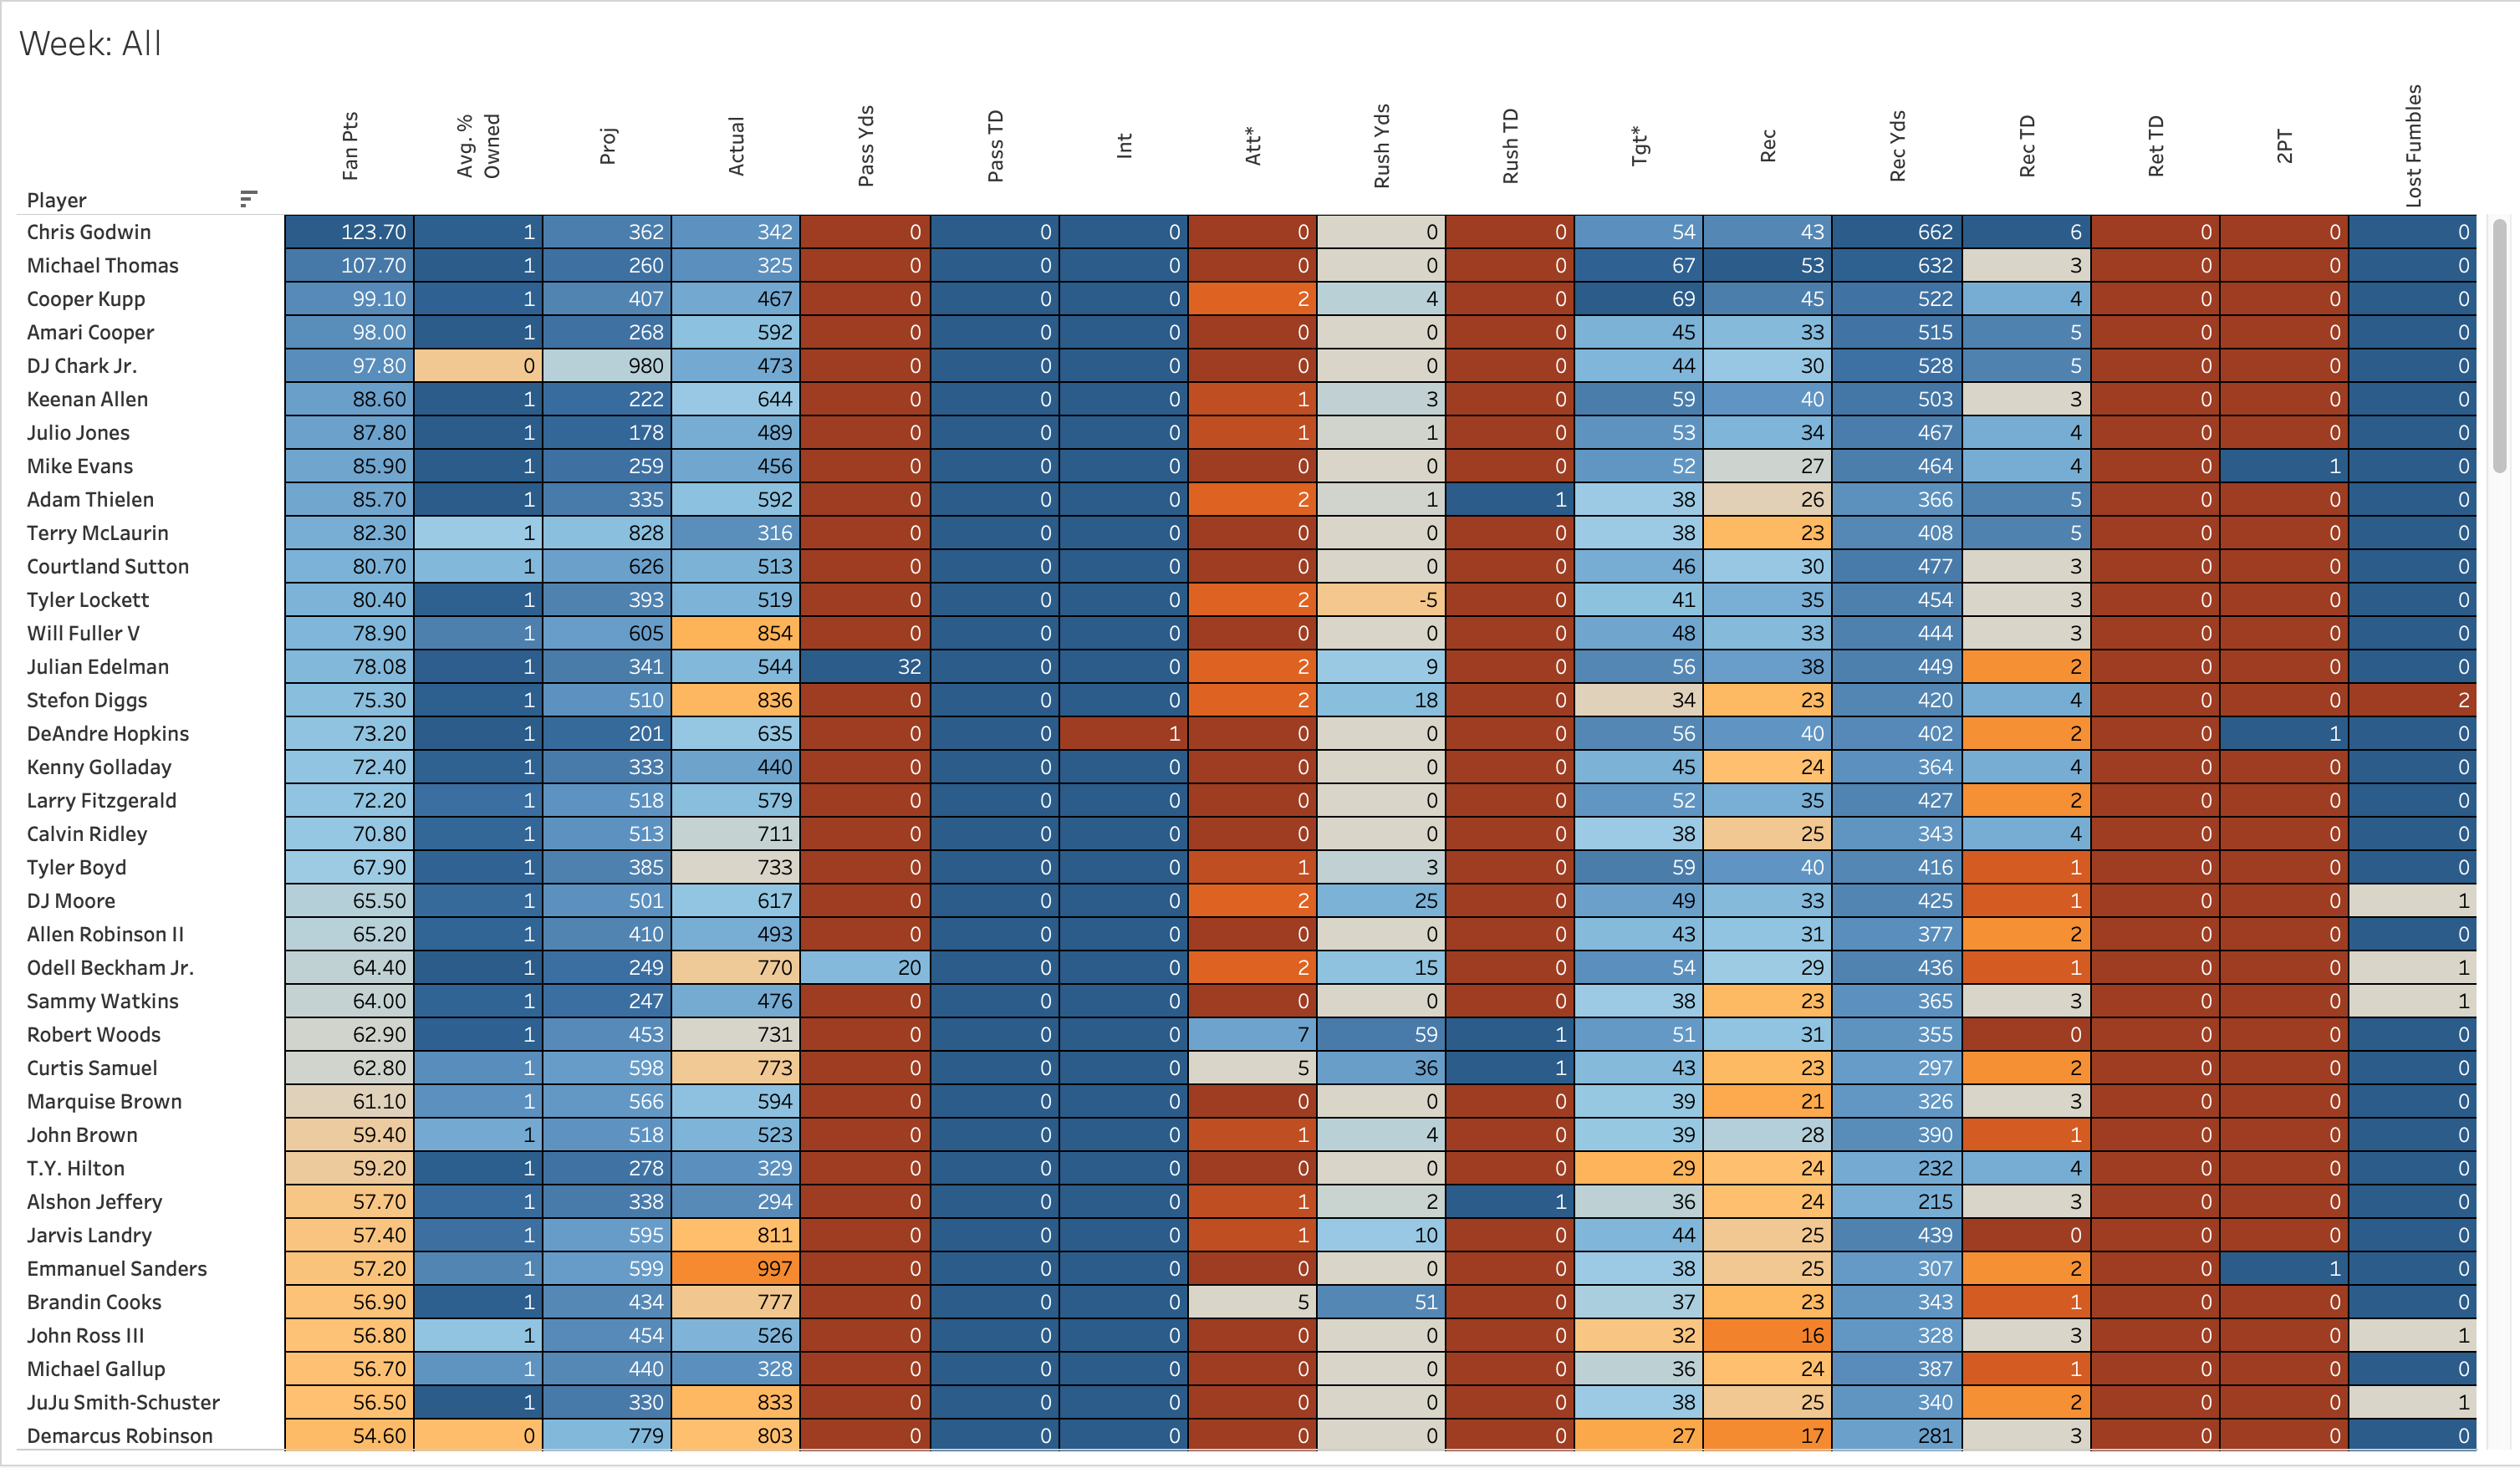 Week: All
Player Fan Pts Avg. % Owned Proj Actual Pass Yds Pass TD Int Att* Rush Yds Rush TD Tgt* Rec Rec Yds Rec TD Ret TD 2PT Lost Fumbles
Chris Godwin 123.70 1 362 342 0 0 0 0 0 0 54 43 662 6 0 0 0
Michael Thomas 107.70 1 260 325 0 0 0 0 0 0 67 53 632 3 0 0 0
Cooper Kupp 99.10 1 407 467 0 0 0 2 4 0 69 45 522 4 0 0 0
Amari Cooper 98.00 1 268 592 0 0 0 0 0 0 45 33 515 5 0 0 0
DJ Chark Jr. 97.80 0 980 473 0 0 0 0 0 0 44 30 528 5 0 0 0
Keenan Allen 88.60 1 222 644 0 0 0 1 3 0 59 40 503 3 0 0 0
Julio Jones 87.80 1 178 489 0 0 0 1 1 0 53 34 467 4 0 0 0
Mike Evans 85.90 1 259 456 0 0 0 0 0 0 52 27 464 4 0 1 0
Adam Thielen 85.70 1 335 592 0 0 0 2 1 1 38 26 366 5 0 0 0
Terry McLaurin 82.30 1 828 316 0 0 0 0 0 0 38 23 408 5 0 0 0
Courtland Sutton 80.70 1 626 513 0 0 0 0 0 0 46 30 477 3 0 0 0
Tyler Lockett 80.40 1 393 519 0 0 0 2 -5 0 41 35 454 3 0 0 0
Will Fuller V 78.90 1 605 854 0 0 0 0 0 0 48 33 444 3 0 0 0
Julian Edelman 78.08 1 341 544 32 0 0 2 9 0 56 38 449 2 0 0 0
Stefon Diggs 75.30 1 510 836 0 0 0 2 18 0 34 23 420 4 0 0 2
DeAndre Hopkins 73.20 1 201 635 0 0 1 0 0 0 56 40 402 2 0 1 0
Kenny Golladay 72.40 1 333 440 0 0 0 0 0 0 45 24 364 4 0 0 0
Larry Fitzgerald 72.20 1 518 579 0 0 0 0 0 0 52 35 427 2 0 0 0
Calvin Ridley 70.80 1 513 711 0 0 0 0 0 0 38 25 343 4 0 0 0
Tyler Boyd 67.90 1 385 733 0 0 0 1 3 0 59 40 416 1 0 0 0
DJ Moore 65.50 1 501 617 0 0 0 2 25 0 49 33 425 1 0 0 1
Allen Robinson II 65.20 1 410 493 0 0 0 0 0 0 43 31 377 2 0 0 0
Odell Beckham Jr. 64.40 1 249 770 20 0 0 2 15 0 54 29 436 1 0 0 1
Sammy Watkins 64.00 1 247 476 0 0 0 0 0 0 38 23 365 3 0 0 1
Robert Woods 62.90 1 453 731 0 0 0 7 59 1 51 31 355 0 0 0 0
Curtis Samuel 62.80 1 598 773 0 0 0 5 36 1 43 23 297 2 0 0 0
Marquise Brown 61.10 1 566 594 0 0 0 0 0 0 39 21 326 3 0 0 0
John Brown 59.40 1 518 523 0 0 0 1 4 0 39 28 390 1 0 0 0
T.Y. Hilton 59.20 1 278 329 0 0 0 0 0 0 29 24 232 4 0 0 0
Alshon Jeffery 57.70 1 338 294 0 0 0 1 2 1 36 24 215 3 0 0 0
Jarvis Landry 57.40 1 595 811 0 0 0 1 10 0 44 25 439 0 0 0 0
Emmanuel Sanders 57.20 1 599 997 0 0 0 0 0 0 38 25 307 2 0 1 0
Brandin Cooks 56.90 1 434 777 0 0 0 5 51 0 37 23 343 1 0 0 0
John Ross III 56.80 1 454 526 0 0 0 0 0 0 32 16 328 3 0 0 1
Michael Gallup 56.70 1 440 328 0 0 0 0 0 0 36 24 387 1 0 0 0
JuJu Smith-Schuster 56.50 1 330 833 0 0 0 0 0 0 38 25 340 2 0 0 1
Demarcus Robinson 54.60 0 779 803 0 0 0 0 0 0 27 17 281 3 0 0 0